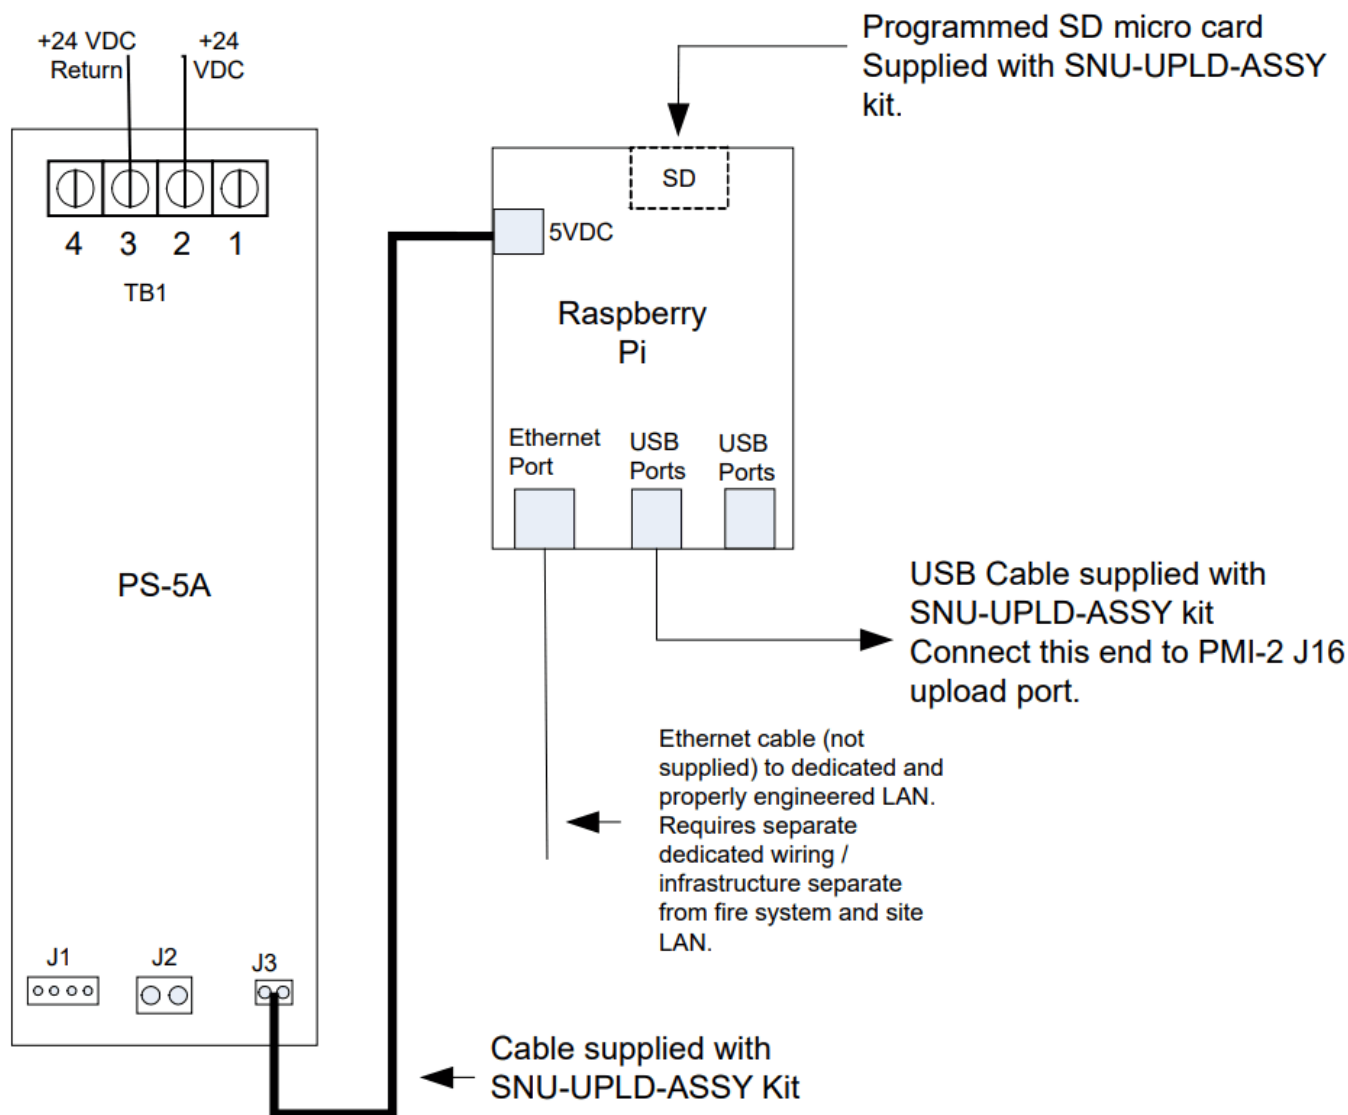 +24 VDC
Return
+24
VDC
4 3 2 1
TB1
PS-5A
J1
J2
J3
Programmed SD micro card
Supplied with SNU-UPLD-ASSY
kit.
SD
5VDC
Raspberry
Pi
Ethernet
Port
USB
Ports
USB
Ports
USB Cable supplied with
SNU-UPLD-ASSY kit
Connect this end to PMI-2 J16
upload port.
Ethernet cable (not
supplied) to dedicated and
properly engineered LAN.
Requires separate
dedicated wiring /
infrastructure separate
from fire system and site
LAN.
Cable supplied with
SNU-UPLD-ASSY Kit